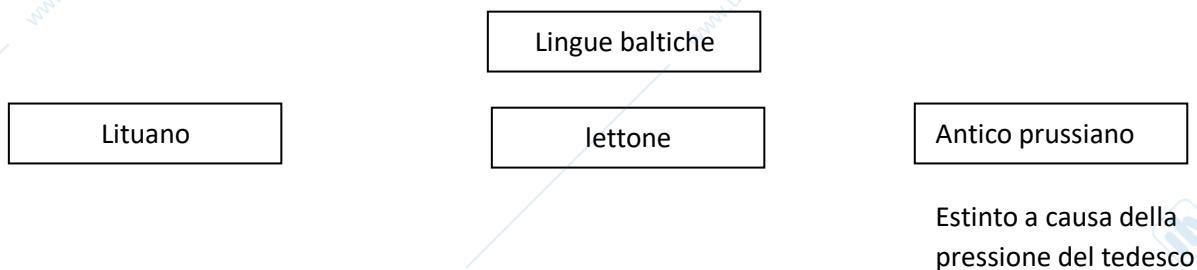 Lingue baltiche
Lituano
lettone
Antico prussiano
Estinto a causa della
pressione del tedesco